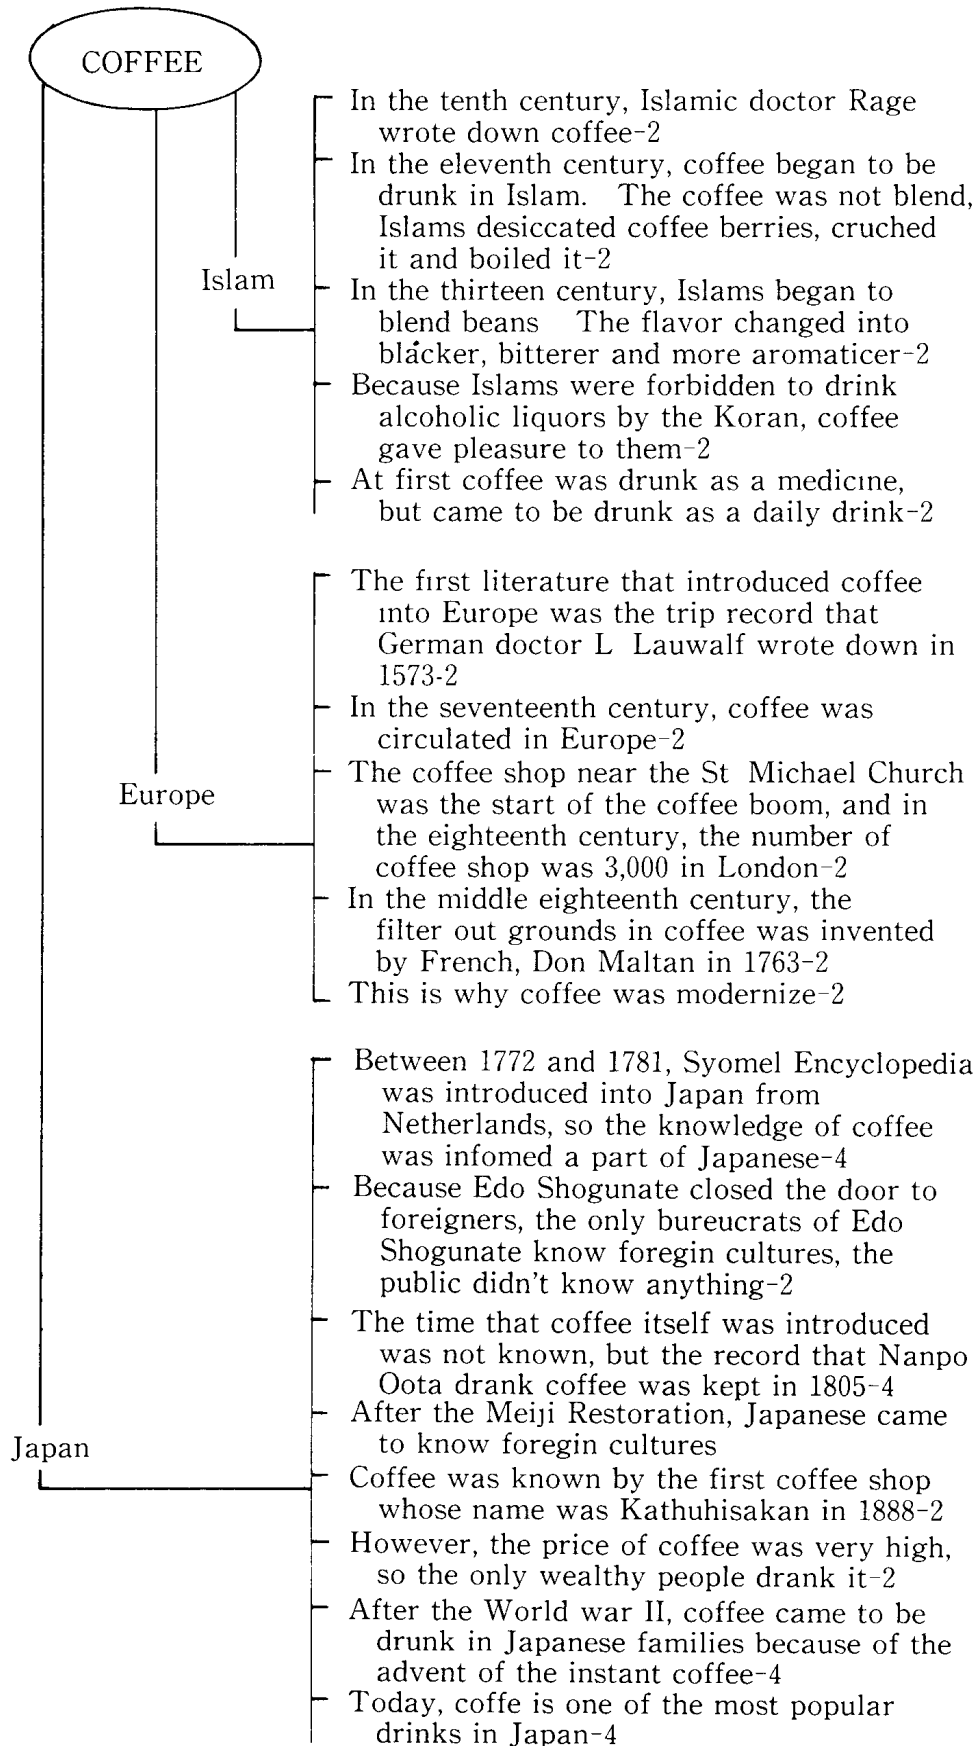 COFFEE
In the tenth century, Islamic doctor Rage
wrote down coffee-2
In the eleventh century, coffee began to be
drunk in Islam. The coffee was not blend,
Islams desiccated coffee berries, cruched
it and boiled it-2
Islam
In the thirteen century, Islams began to
blend beans The flavor changed into
blacker, bitterer and more aromaticer-2
Because Islams were forbidden to drink
alcoholic liquors by the Koran, coffee
gave pleasure to them-2
At first coffee was drunk as a medicine,
but came to be drunk as a daily drink-2
The first literature that introduced coffee
into Europe was the trip record that
German doctor L Lauwalf wrote down in
1573-2
In the seventeenth century, coffee was
circulated in Europe-2
Europe
The coffee shop near the St Michael Church
was the start of the coffee boom, and in
the eighteenth century, the number of
coffee shop was 3,000 in London-2
In the middle eighteenth century, the
filter out grounds in coffee was invented
by French, Don Maltan in 1763-2
This is why coffee was modernize-2
Between 1772 and 1781, Syomel Encyclopedia
was introduced into Japan from
Netherlands, so the knowledge of coffee
was infomed a part of Japanese-4
Because Edo Shogunate closed the door to
foreigners, the only bureucrats of Edo
Shogunate know foregin cultures, the
public didn't know anything-2
The time that coffee itself was introduced
was not known, but the record that Nanpo
Oota drank coffee was kept in 1805-4
After the Meiji Restoration, Japanese came
to know foregin cultures
Japan
Coffee was known by the first coffee shop
whose name was Kathuhisakan in 1888-2
However, the price of coffee was very high,
so the only wealthy people drank it-2
After the World war II, coffee came to be
drunk in Japanese families because of the
advent of the instant coffee-4
Today, coffe is one of the most popular
drinks in Japan-4